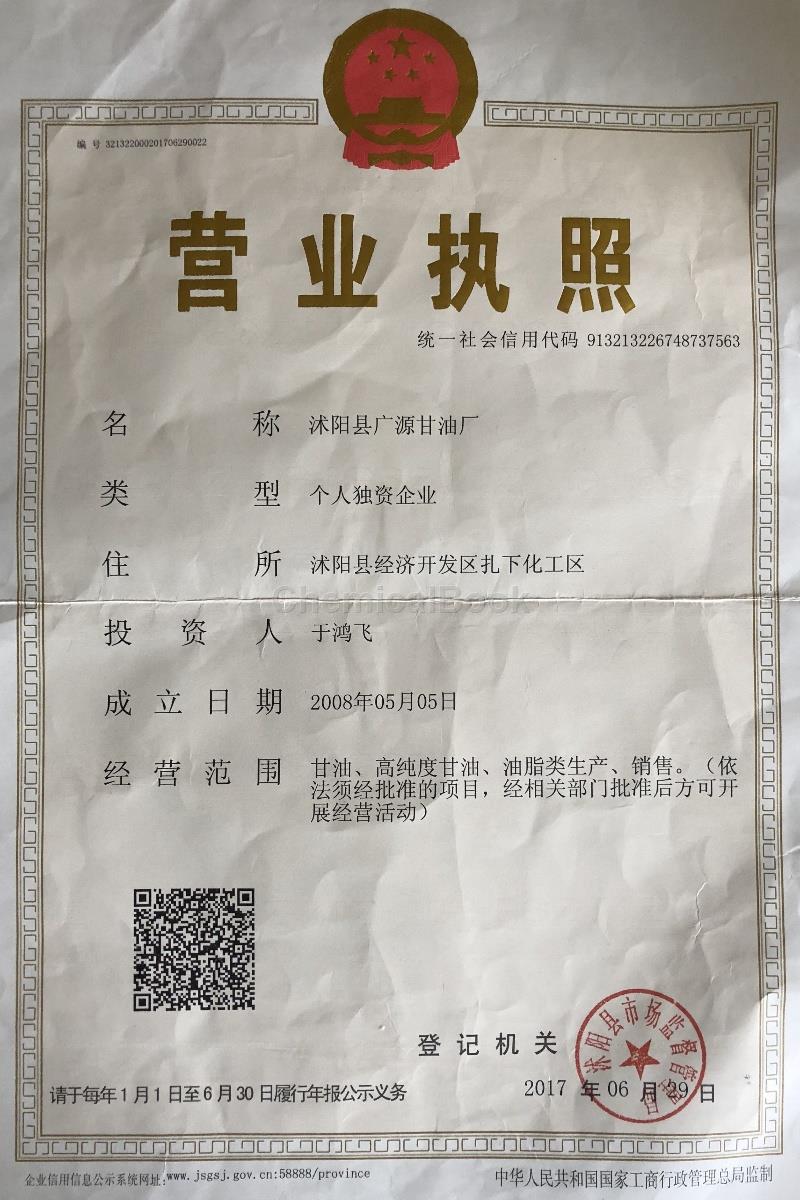 编 号 321322000201706290022
营业执照
统一社会信用代码 913213226748737563
名 称 沭阳县广源甘油厂
类 型 个人独资企业
住 所 沭阳县经济开发区扎下化工区
ChemicalBook
投 资 人 于鸿飞
成 立 日 期 2008年05月05日
经 营 范 围 甘油、高纯度甘油、油脂类生产、销售。（依
法须经批准的项目，经相关部门批准后方可开
展经营活动）
登 记 机 关
沭阳县市场监督管理局
请于每年1月1日至6月30日履行年报公示义务
2017 年 06 月 29 日
企业信用信息公示系统网址：www.jsgsj.gov.cn:58888/province
中华人民共和国国家工商行政管理总局监制